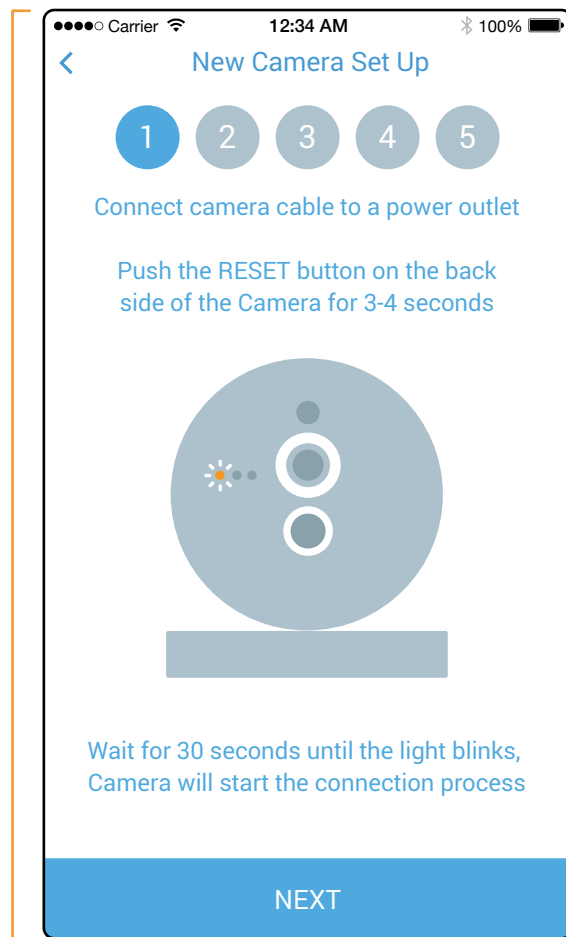 Carrier 12:34 AM 100%
New Camera Set Up
1 2 3 4 5
Connect camera cable to a power outlet
Push the RESET button on the back
side of the Camera for 3-4 seconds
Wait for 30 seconds until the light blinks,
Camera will start the connection process
NEXT